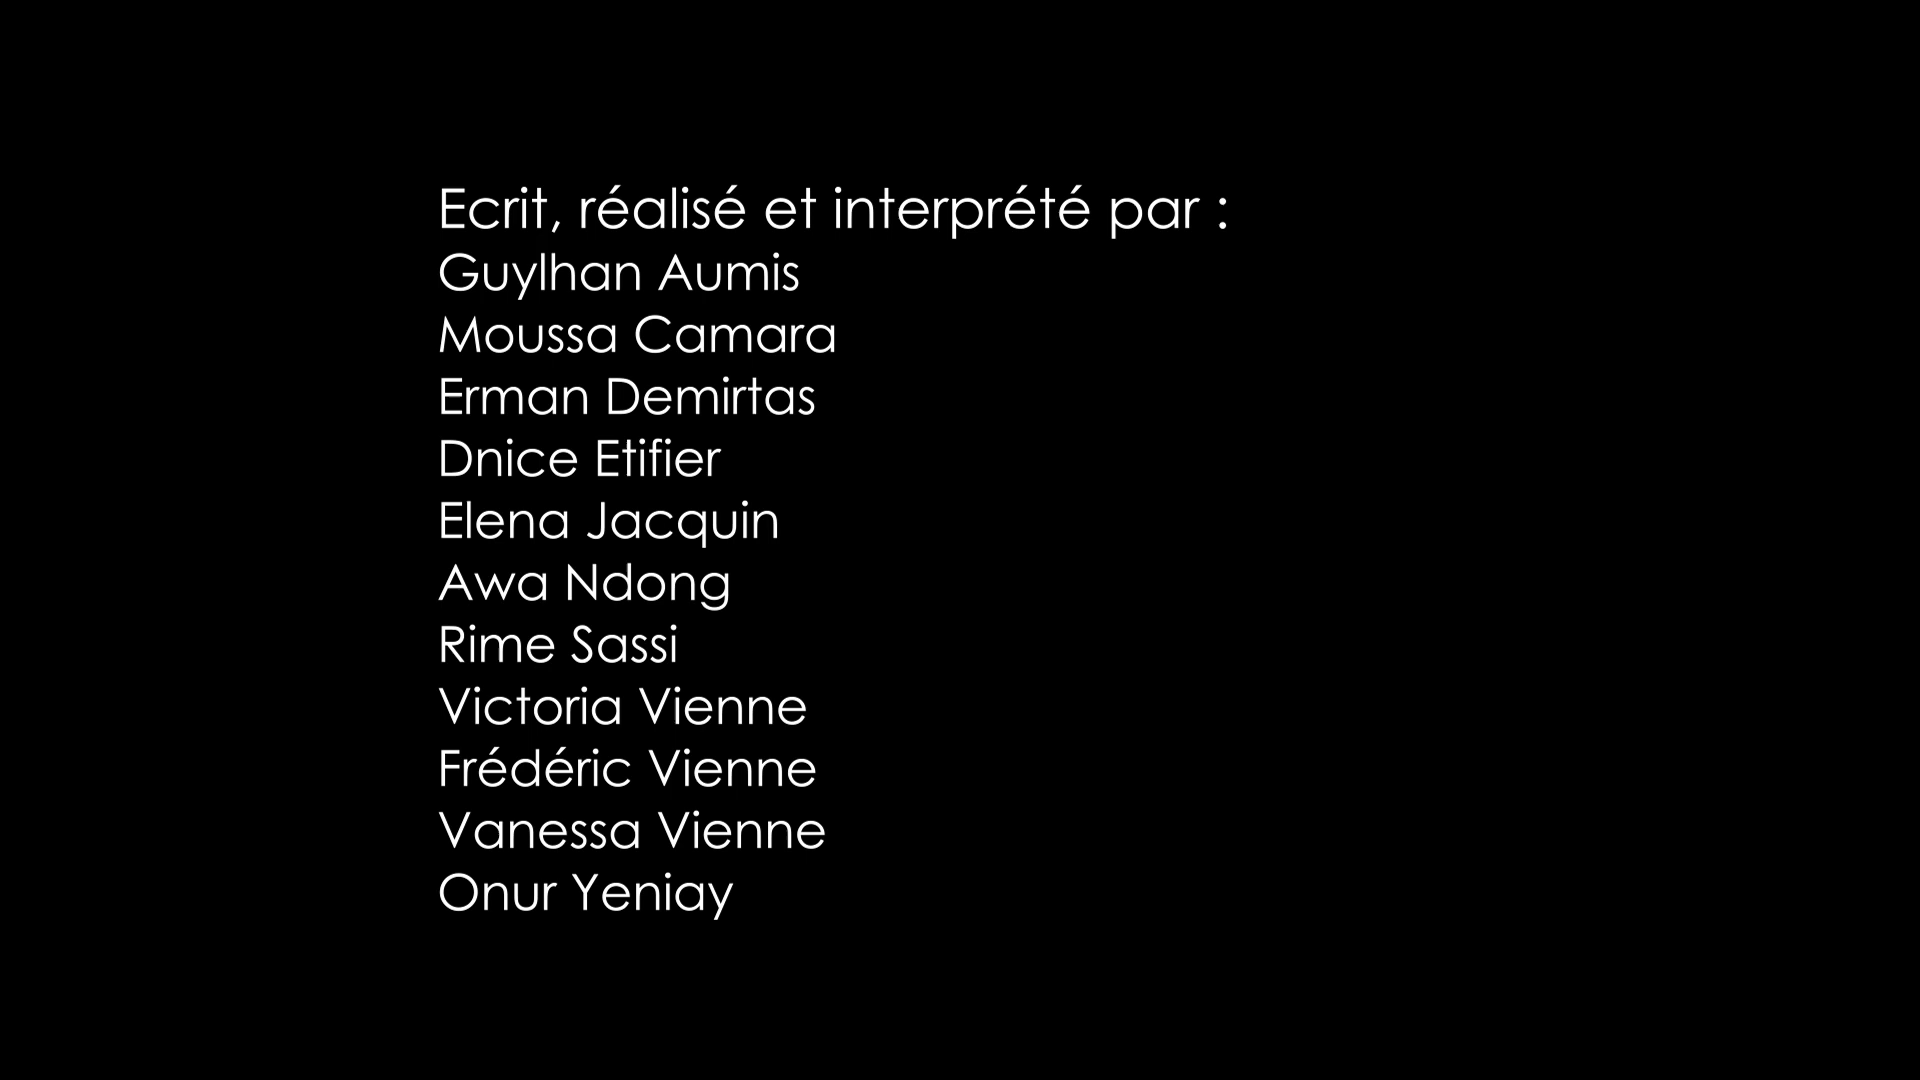 Ecrit, réalisé et interprété par :
Guylhan Aumis
Moussa Camara
Erman Demirtas
Dnice Etifier
Elena Jacquin
Awa Ndong
Rime Sassi
Victoria Vienne
Frédéric Vienne
Vanessa Vienne
Onur Yeniay